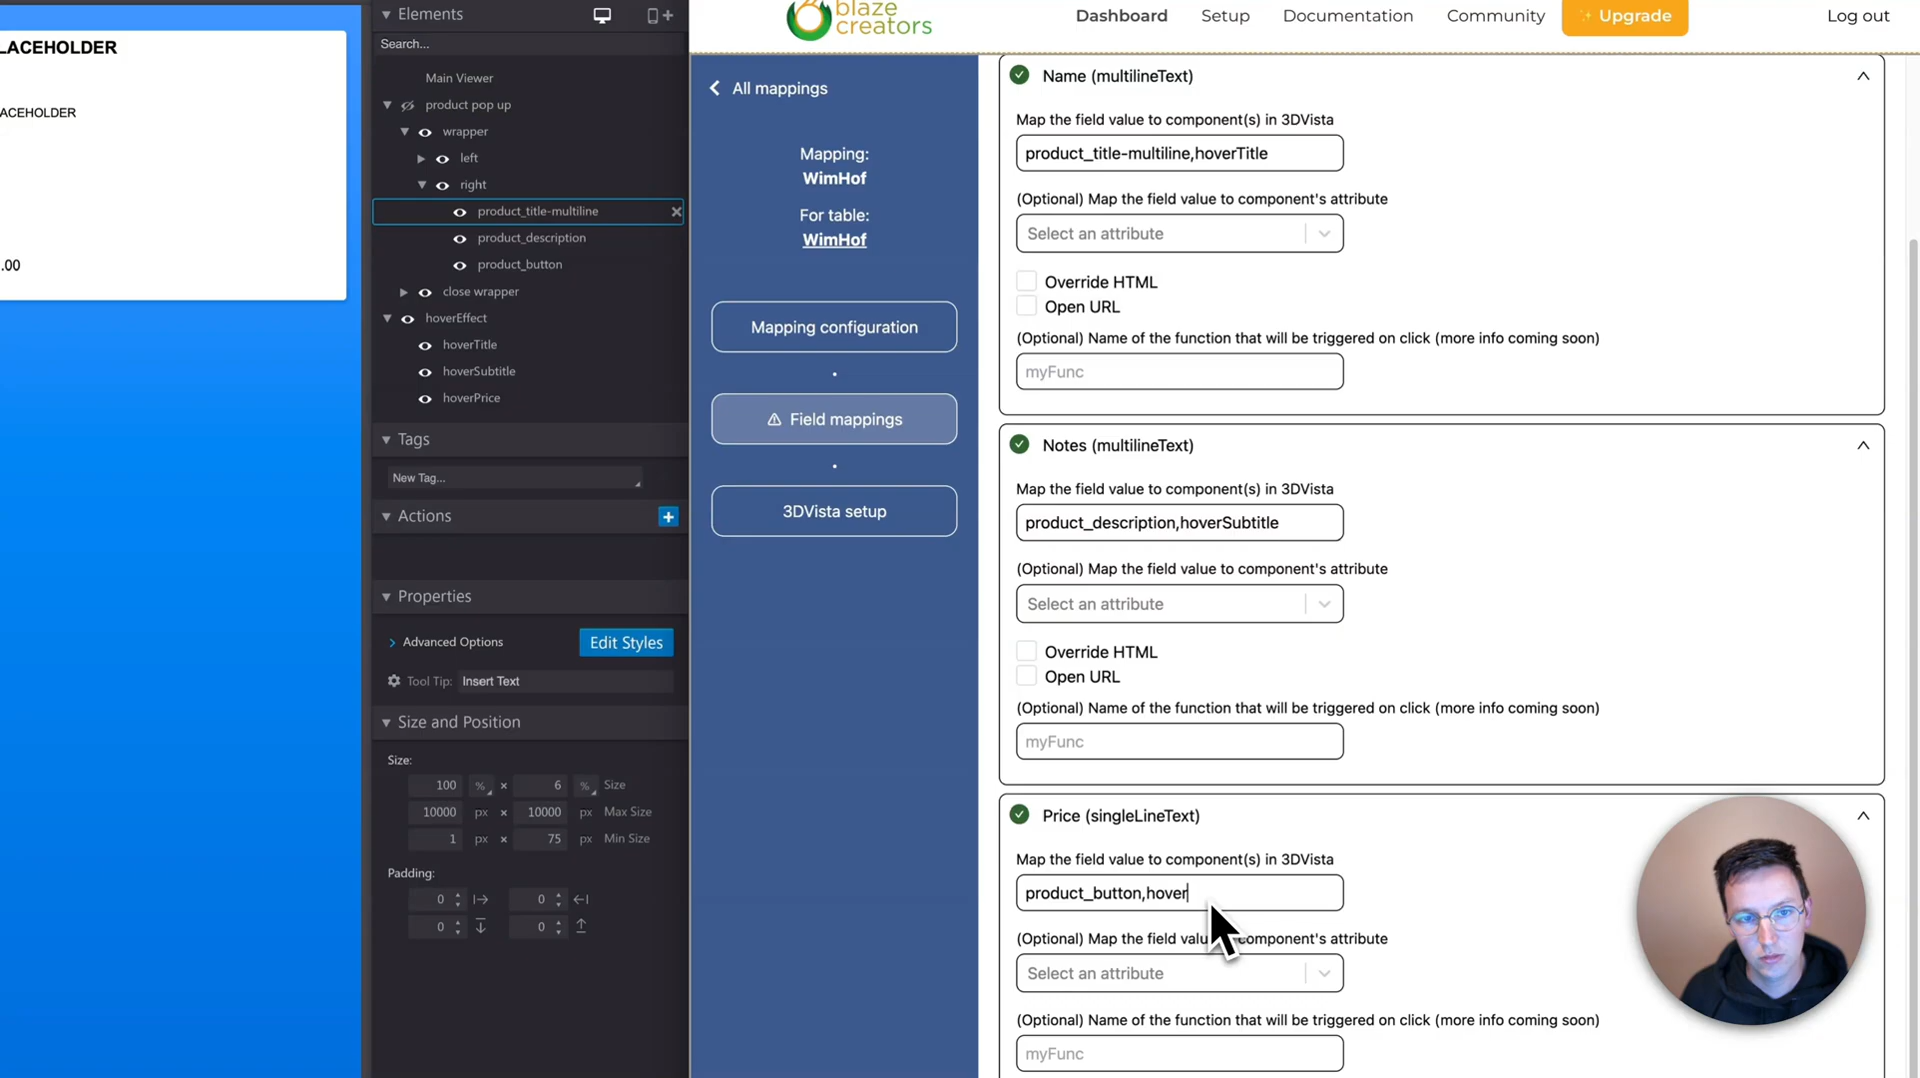 LACEHOLDER
ACEHOLDER
.00
Elements
Search...
Main Viewer
product pop up
wrapper
left
right
product_title-multiline
product_description
product_button
close wrapper
hoverEffect
hoverTitle
hoverSubtitle
hoverPrice
Tags
New Tag...
Actions
Properties
Advanced Options
Edit Styles
Tool Tip: Insert Text
Size and Position
Size:
100 % × 6 % Size
10000 px × 10000 px Max Size
1 px × 75 px Min Size
Padding:
0 0
0 0
blaze
creators
Dashboard Setup Documentation Community Upgrade Log out
All mappings
Mapping:
WimHof
For table:
WimHof
Mapping configuration
Field mappings
3DVista setup
Name (multilineText)
Map the field value to component(s) in 3DVista
product_title-multiline,hoverTitle
(Optional) Map the field value to component's attribute
Select an attribute
Override HTML
Open URL
(Optional) Name of the function that will be triggered on click (more info coming soon)
myFunc
Notes (multilineText)
Map the field value to component(s) in 3DVista
product_description,hoverSubtitle
(Optional) Map the field value to component's attribute
Select an attribute
Override HTML
Open URL
(Optional) Name of the function that will be triggered on click (more info coming soon)
myFunc
Price (singleLineText)
Map the field value to component(s) in 3DVista
product_button,hover
(Optional) Map the field valu component's attribute
Select an attribute
(Optional) Name of the function that will be triggered on click (more info coming soon)
myFunc